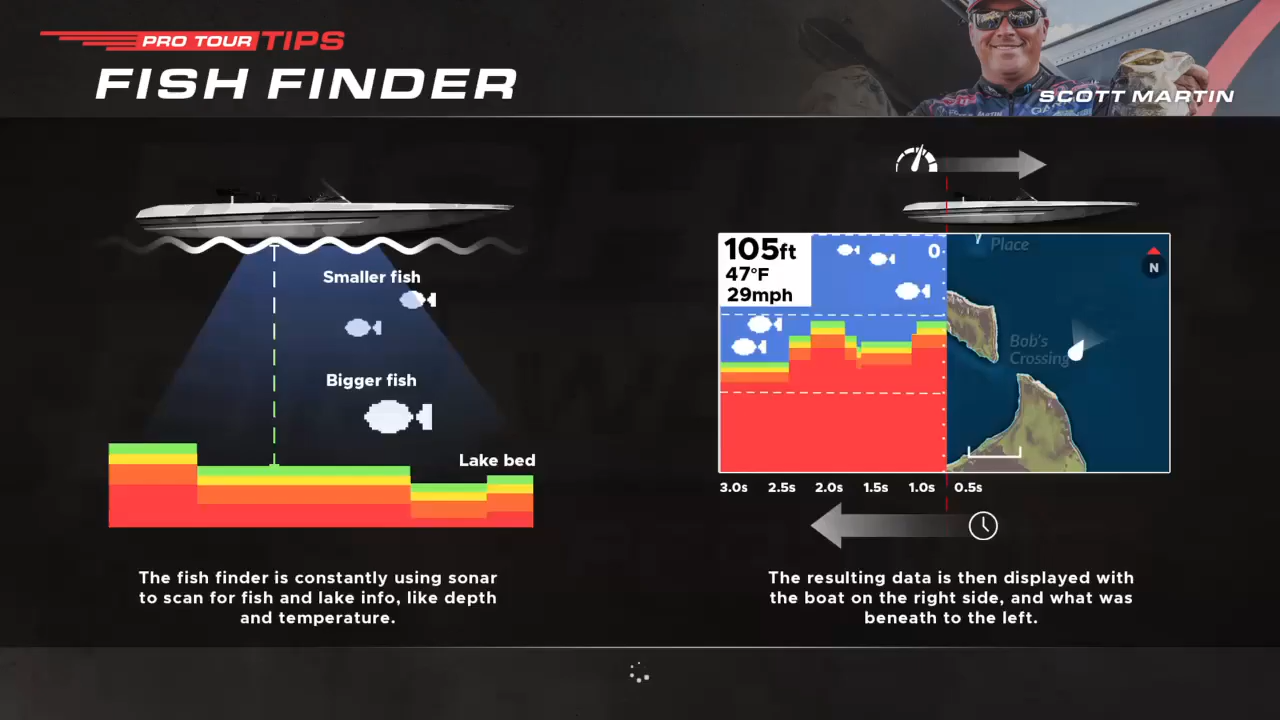 PRO TOUR TIPS
FISH FINDER
SCOTT MARTIN
Smaller fish
Bigger fish
Lake bed
The fish finder is constantly using sonar
to scan for fish and lake info, like depth
and temperature.
105ft
47°F
29mph
0
Place
N
Bob's
Crossing
3.0s 2.5s 2.0s 1.5s 1.0s 0.5s
The resulting data is then displayed with
the boat on the right side, and what was
beneath to the left.